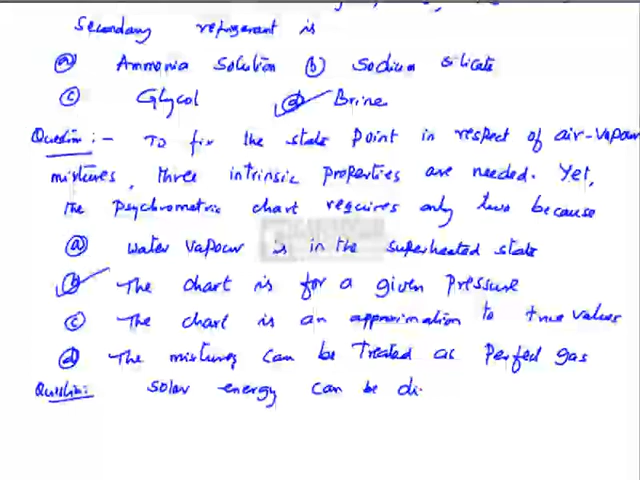 Secondary refrigerant is
(a) Ammonia Solution (b) Sodium silicate
(c) Glycol (d) Brine
Question :- To fix the state point in respect of air-vapour
mixtures, three intrinsic properties are needed. Yet,
the psychrometric chart requires only two because
(a) water vapour is in the superheated state
(b) The chart is for a given pressure
(c) The chart is an approximation to true values
(d) The mixtures can be treated as perfect gas
Question: Solar energy can be di